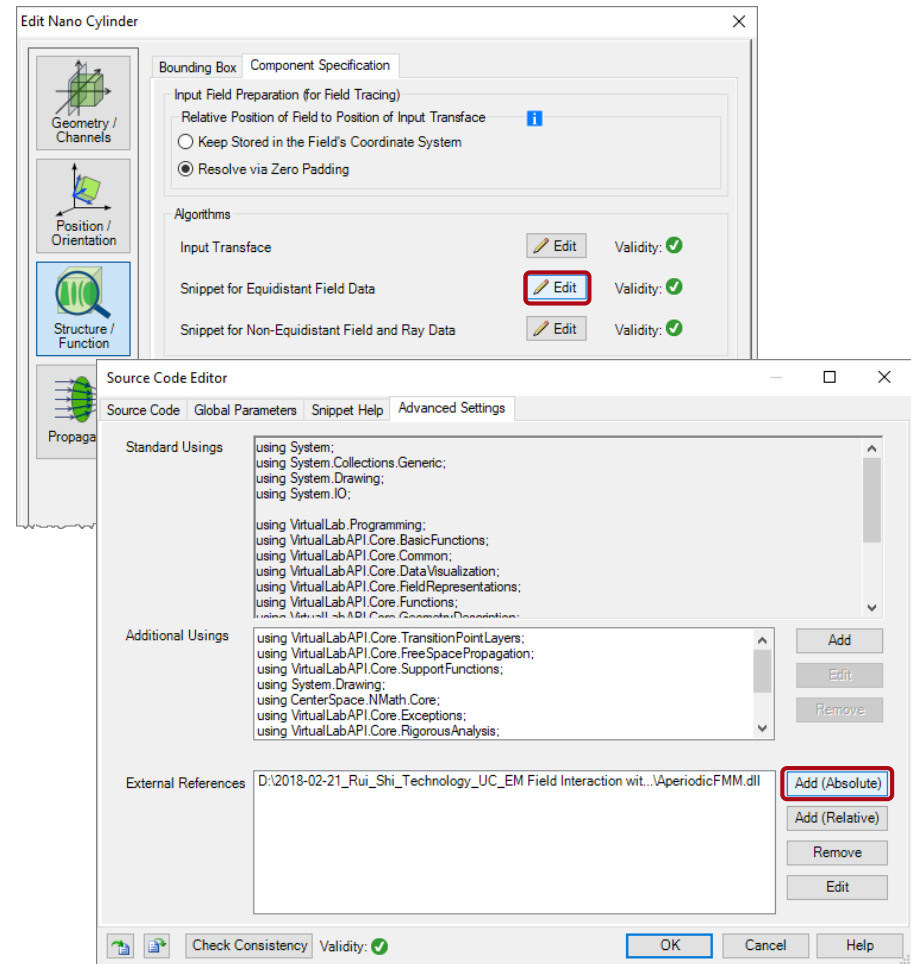 Edit Nano Cylinder
Geometry /
Channels
Position /
Orientation
Structure /
Function
Propaga
Bounding Box Component Specification
Input Field Preparation (for Field Tracing)
Relative Position of Field to Position of Input Transface i
Keep Stored in the Field's Coordinate System
Resolve via Zero Padding
Algorithms
Input Transface Edit Validity:
Snippet for Equidistant Field Data Edit Validity:
Snippet for Non-Equidistant Field and Ray Data Edit Validity:
Source Code Editor
Source Code Global Parameters Snippet Help Advanced Settings
Standard Usings
using System;
using System.Collections.Generic;
using System.Drawing;
using System.IO;
using VirtualLab.Programming;
using VirtualLabAPI.Core.BasicFunctions;
using VirtualLabAPI.Core.Common;
using VirtualLabAPI.Core.DataVisualization;
using VirtualLabAPI.Core.FieldRepresentations;
using VirtualLabAPI.Core.Functions;
using VirtualLabAPI.Core.GeometryDescription;
Additional Usings
using VirtualLabAPI.Core.TransitionPointLayers;
using VirtualLabAPI.Core.FreeSpacePropagation;
using VirtualLabAPI.Core.SupportFunctions;
using System.Drawing;
using CenterSpace.NMath.Core;
using VirtualLabAPI.Core.Exceptions;
using VirtualLabAPI.Core.RigorousAnalysis;
Add
Edit
Remove
External References D:\2018-02-21_Rui_Shi_Technology_UC_EM Field Interaction wit...\AperiodicFMM.dll
Add (Absolute)
Add (Relative)
Remove
Edit
Check Consistency Validity: OK Cancel Help